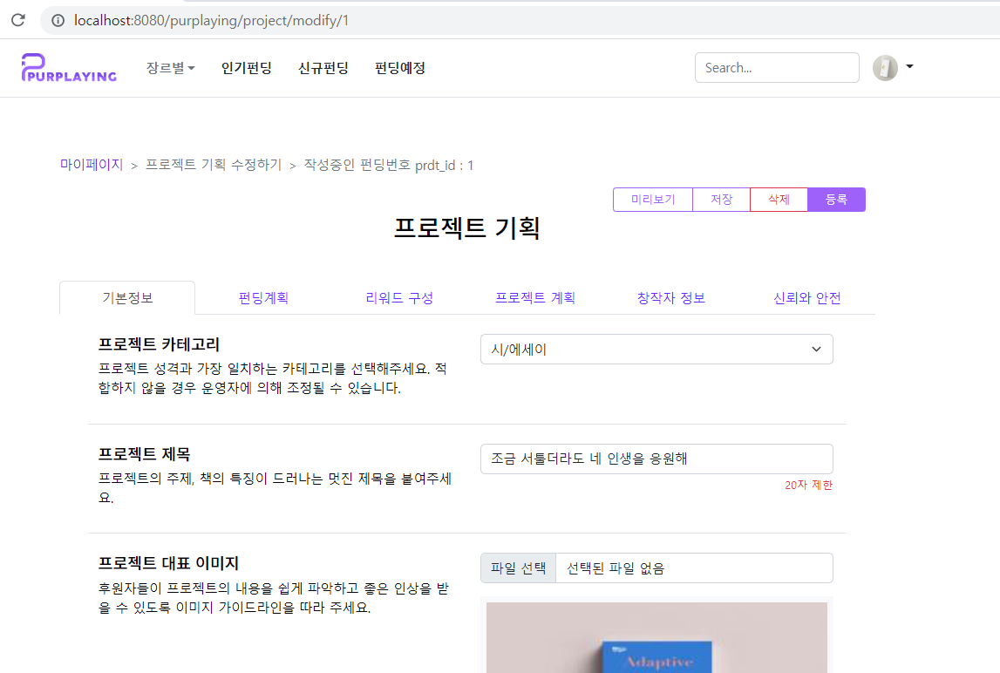 localhost:8080/purplaying/project/modify/1
PURPLAYING 장르별 인기펀딩 신규펀딩 펀딩예정 Search...
마이페이지 > 프로젝트 기획 수정하기 > 작성중인 펀딩번호 prdt_id : 1
미리보기 저장 삭제 등록
프로젝트 기획
기본정보 펀딩계획 리워드 구성 프로젝트 계획 창작자 정보 신뢰와 안전
프로젝트 카테고리
시/에세이
프로젝트 성격과 가장 일치하는 카테고리를 선택해주세요. 적
합하지 않을 경우 운영자에 의해 조정될 수 있습니다.
프로젝트 제목
조금 서툴더라도 네 인생을 응원해
프로젝트의 주제, 책의 특징이 드러나는 멋진 제목을 붙여주세
요.
20자 제한
프로젝트 대표 이미지
파일 선택 선택된 파일 없음
후원자들이 프로젝트의 내용을 쉽게 파악하고 좋은 인상을 받
을 수 있도록 이미지 가이드라인을 따라 주세요.
Adaptive